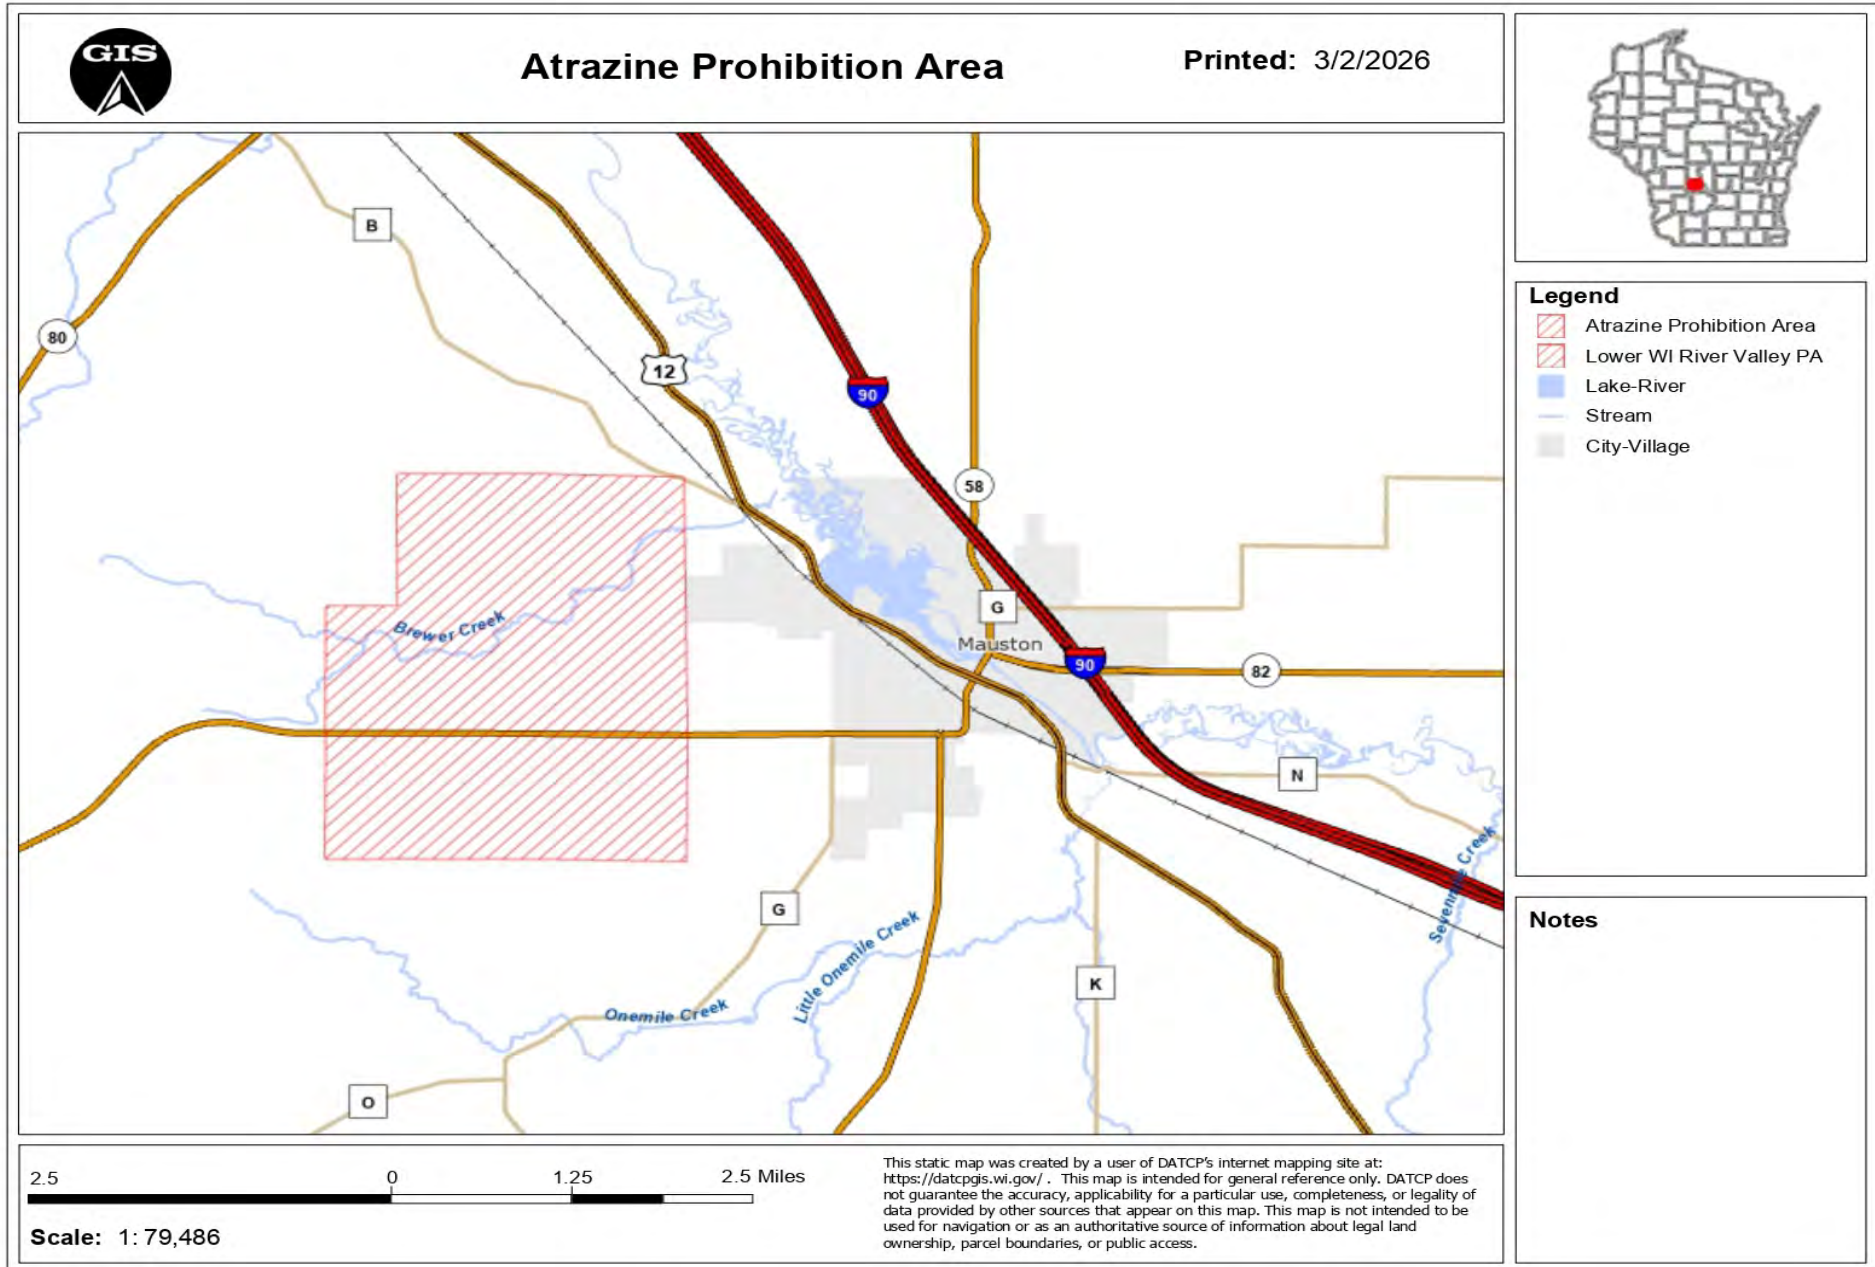 GIS
Atrazine Prohibition Area
Printed: 3/2/2026
B
80
12
90
58
G
Mauston
Brewer Creek
90
82
N
Sevenmile Creek
G
Little Onemile Creek
K
Onemile Creek
O
Legend
Atrazine Prohibition Area
Lower WI River Valley PA
Lake-River
Stream
City-Village
Notes
2.5 0 1.25 2.5 Miles
Scale: 1: 79,486
This static map was created by a user of DATCP's internet mapping site at:
https://datcpgis.wi.gov/ . This map is intended for general reference only. DATCP does
not guarantee the accuracy, applicability for a particular use, completeness, or legality of
data provided by other sources that appear on this map. This map is not intended to be
used for navigation or as an authoritative source of information about legal land
ownership, parcel boundaries, or public access.